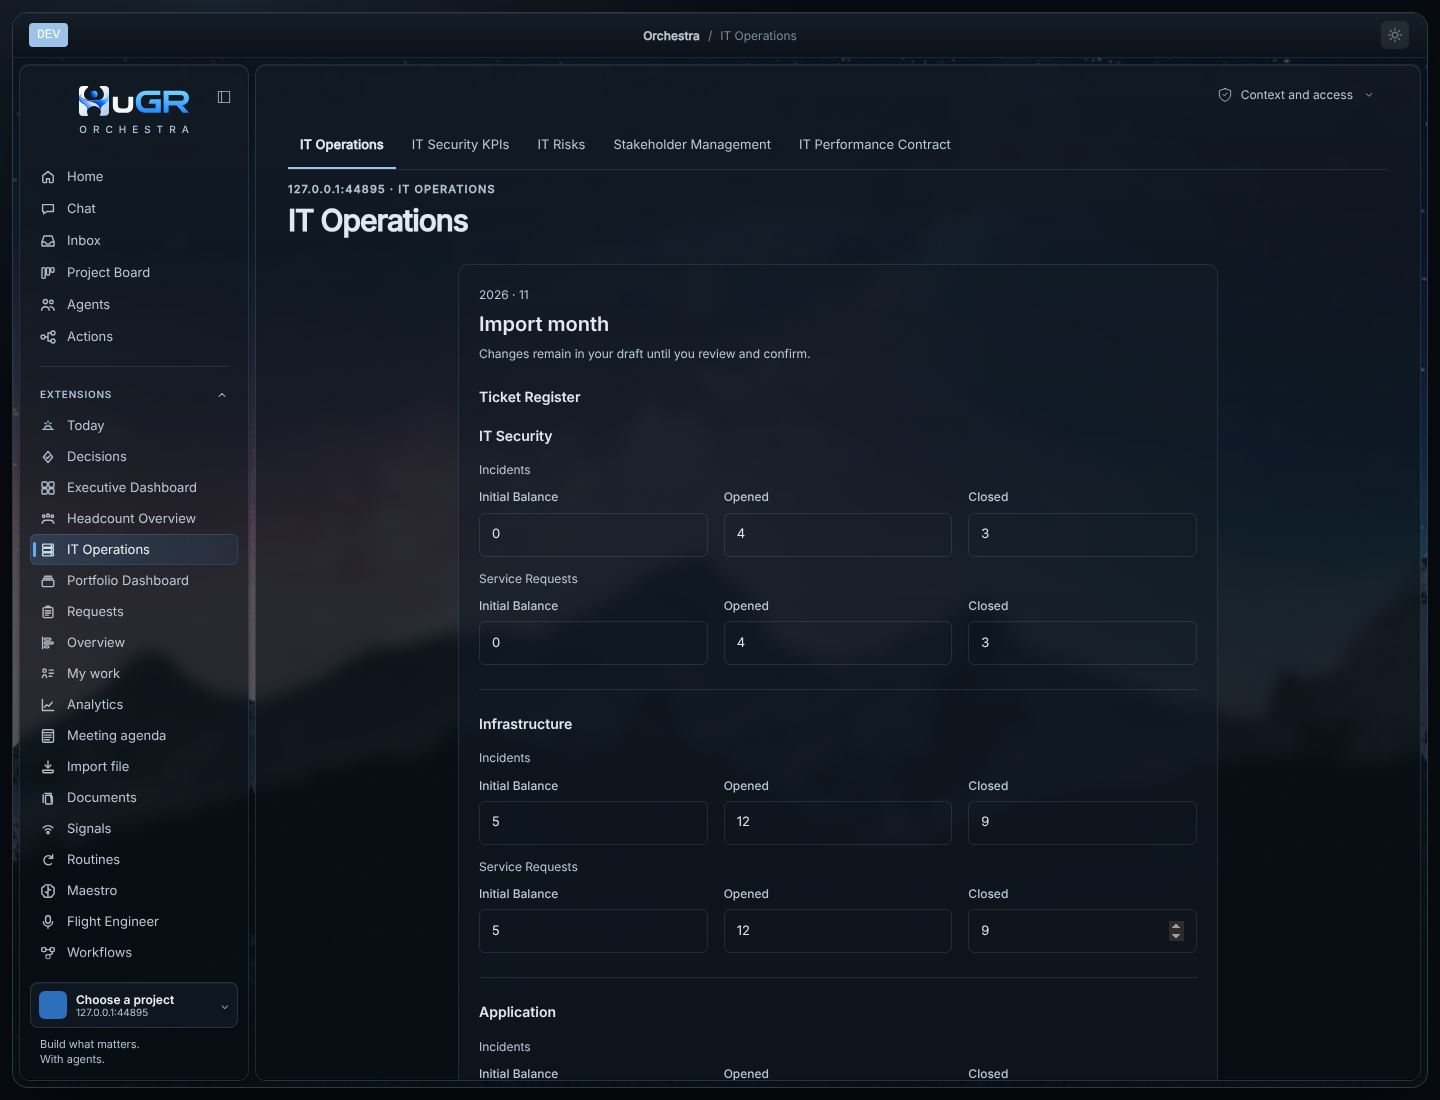 DEV
Orchestra / IT Operations
HuGR
ORCHESTRA
Home
Chat
Inbox
Project Board
Agents
Actions
EXTENSIONS
Today
Decisions
Executive Dashboard
Headcount Overview
IT Operations
Portfolio Dashboard
Requests
Overview
My work
Analytics
Meeting agenda
Import file
Documents
Signals
Routines
Maestro
Flight Engineer
Workflows
Choose a project
127.0.0.1:44895
Build what matters.
With agents.
Context and access
IT Operations IT Security KPIs IT Risks Stakeholder Management IT Performance Contract
127.0.0.1:44895 · IT OPERATIONS
IT Operations
2026 · 11
Import month
Changes remain in your draft until you review and confirm.
Ticket Register
IT Security
Incidents
Initial Balance Opened Closed
0 4 3
Service Requests
Initial Balance Opened Closed
0 4 3
Infrastructure
Incidents
Initial Balance Opened Closed
5 12 9
Service Requests
Initial Balance Opened Closed
5 12 9
Application
Incidents
Initial Balance Opened Closed